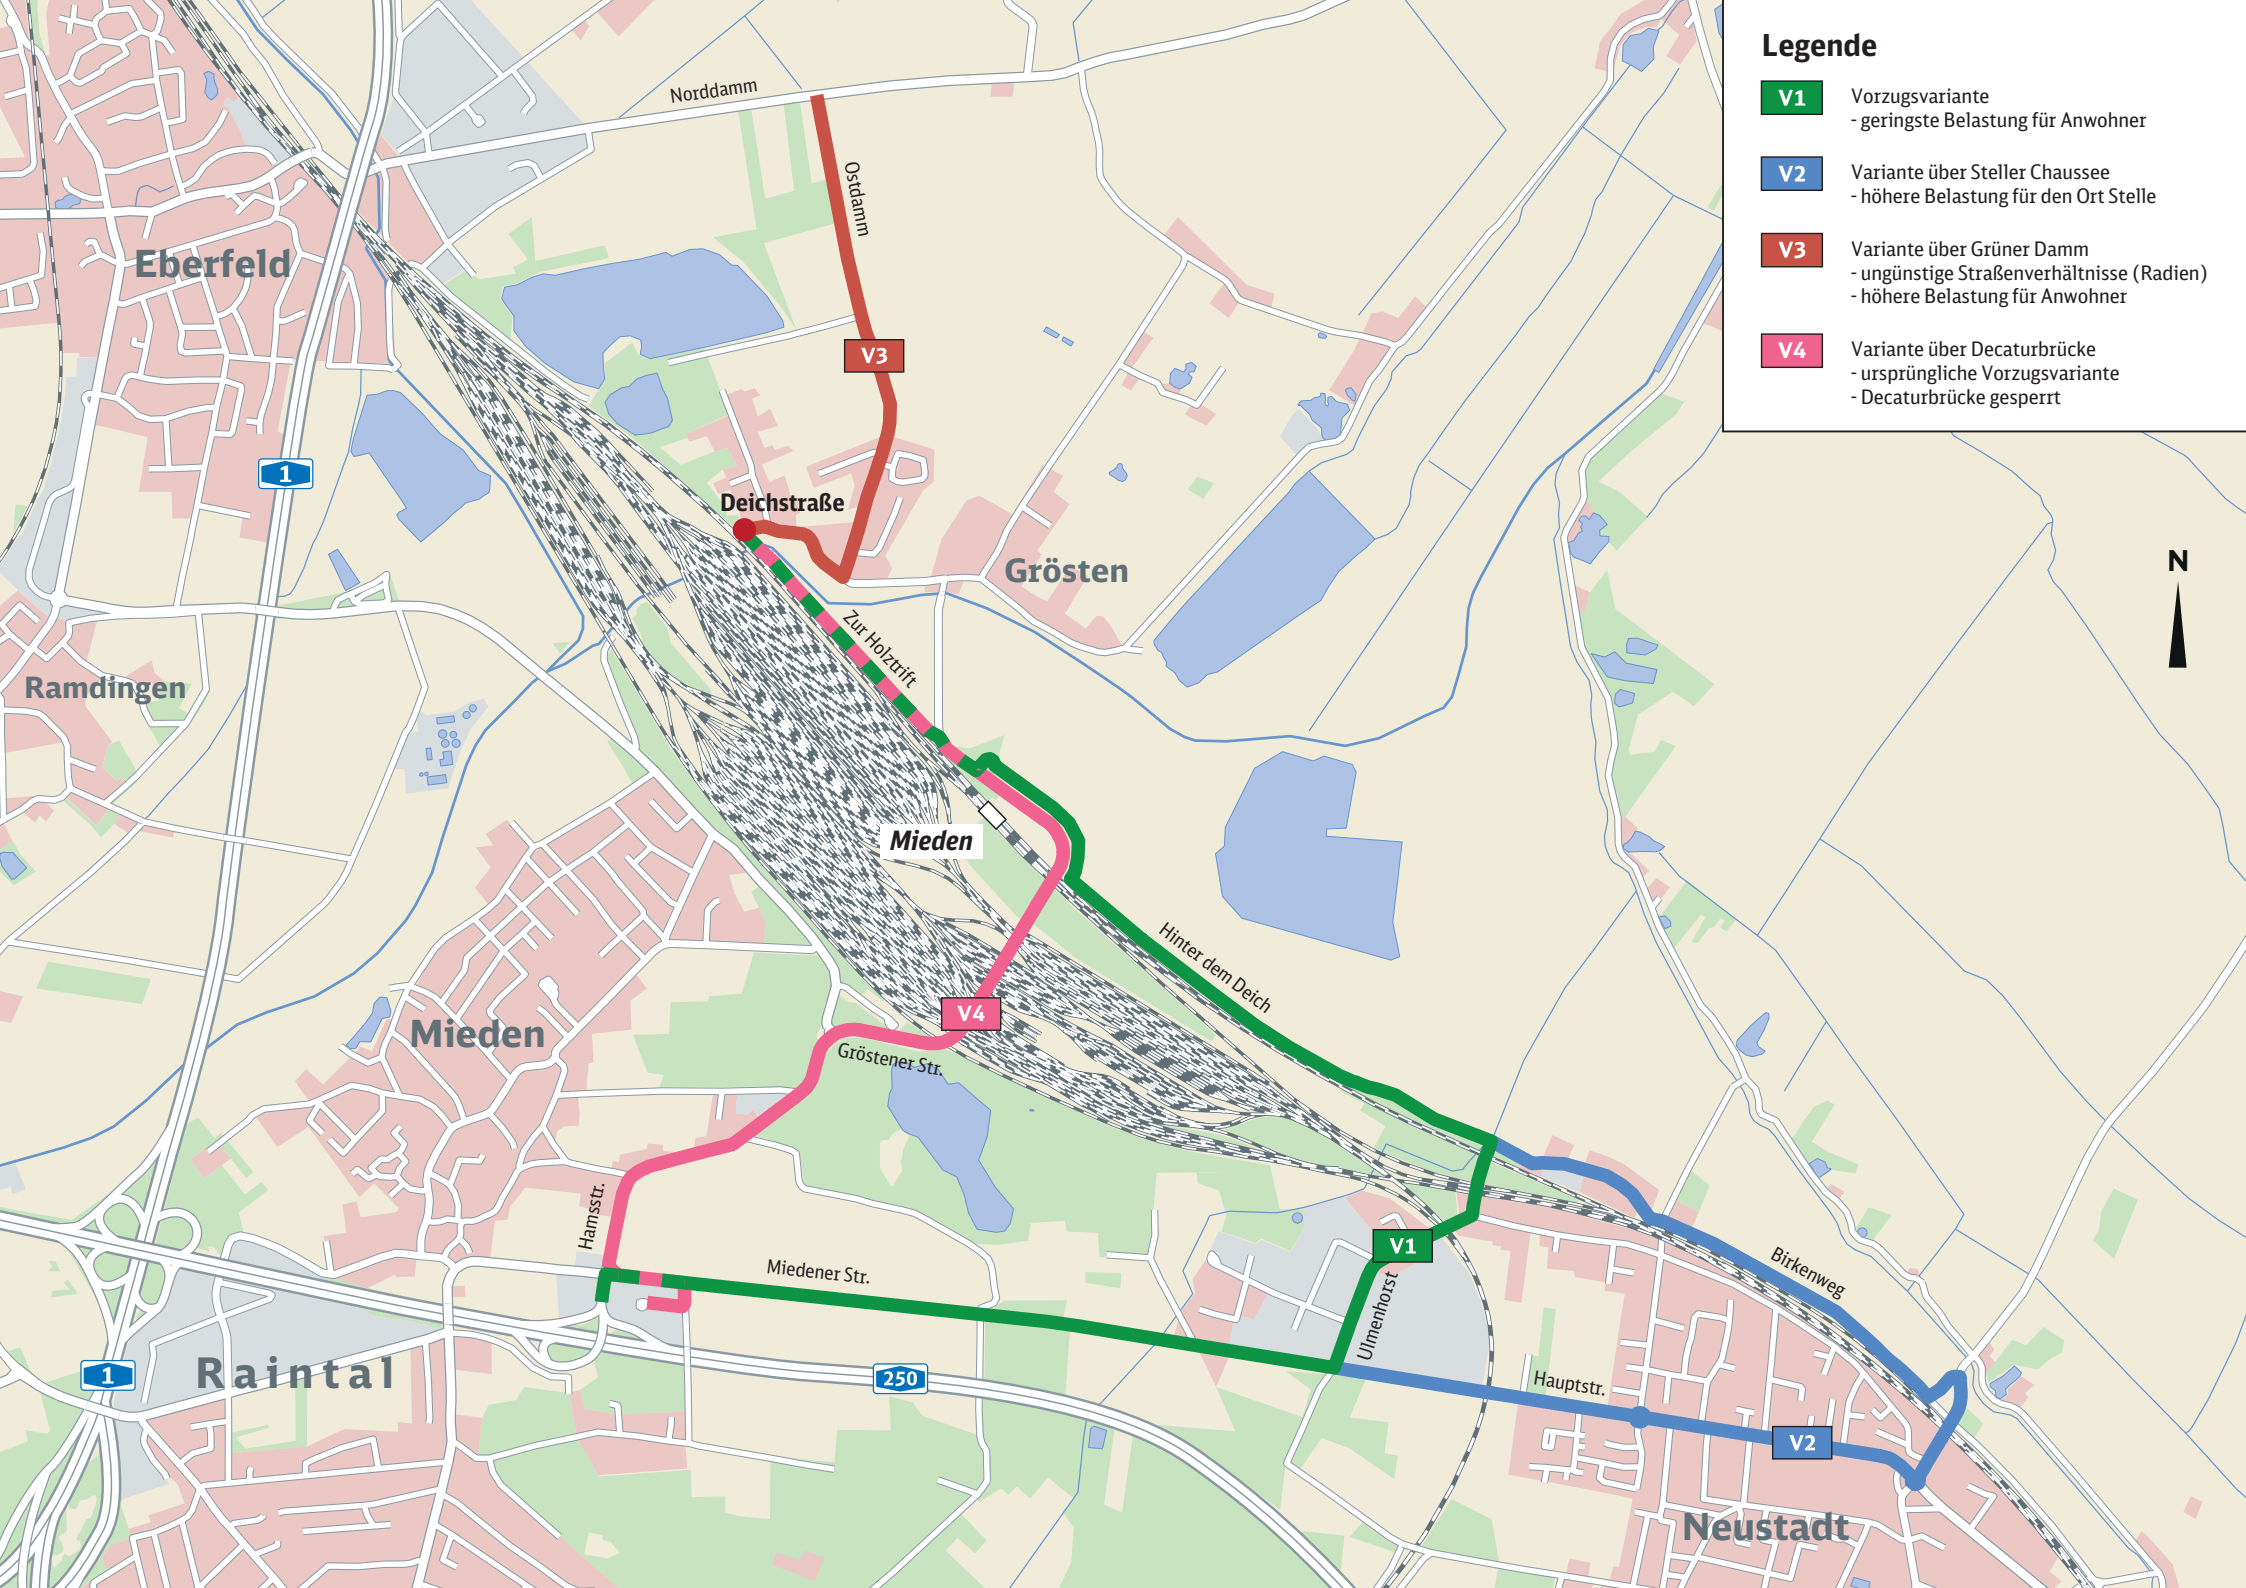 Legende
V1
Vorzugsvariante
- geringste Belastung für Anwohner
V2
Variante über Steller Chaussee
- höhere Belastung für den Ort Stelle
V3
Variante über Grüner Damm
- ungünstige Straßenverhältnisse (Radien)
- höhere Belastung für Anwohner
V4
Variante über Decaturbrücke
- ursprüngliche Vorzugsvariante
- Decaturbrücke gesperrt
N
Norddamm
Ostdamm
Eberfeld
V3
1
Deichstraße
Grösten
Zur Holztrift
Ramdingen
Mieden
Hinter dem Deich
V4
Mieden
Gröstener Str.
Hamsstr.
V1
Miedener Str.
Birkenweg
Ulmenhorst
Raintal
1
250
Hauptstr.
V2
Neustadt